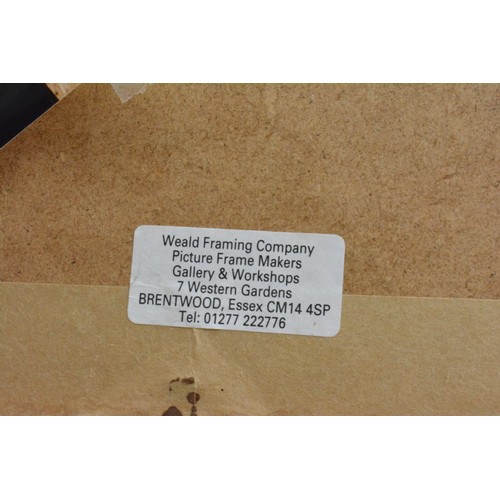 Weald Framing Company
Picture Frame Makers
Gallery & Workshops
7 Western Gardens
BRENTWOOD, Essex CM14 4SP
Tel: 01277 222776